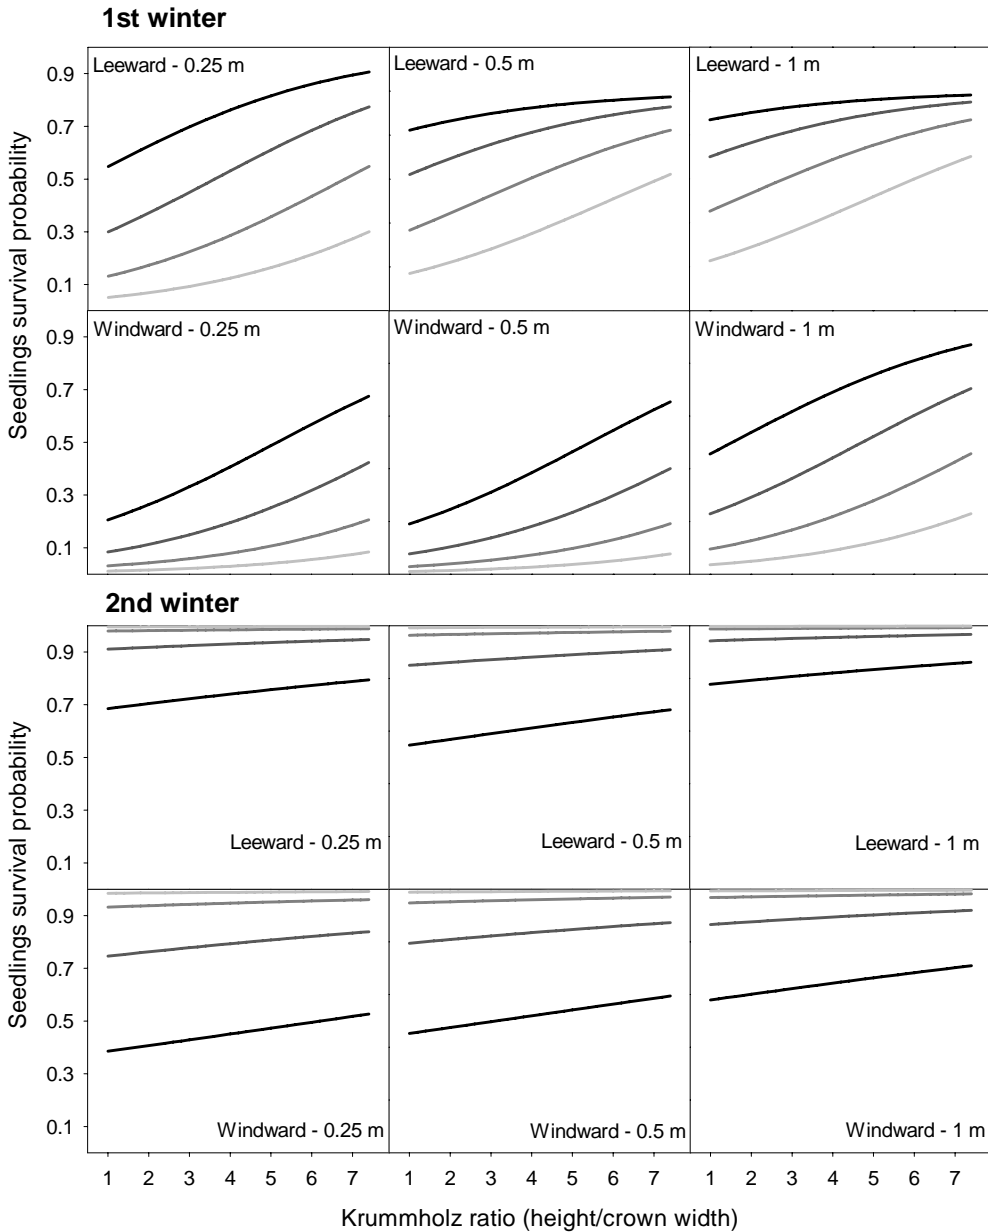 1st winter
Leeward - 0.25 m
Leeward - 0.5 m
Leeward - 1 m
0.9
0.7
0.5
0.3
0.1
Seedlings survival probability
Windward - 0.25 m
Windward - 0.5 m
Windward - 1 m
0.9
0.7
0.5
0.3
0.1
Seedlings survival probability
2nd winter
0.9
0.7
0.5
0.3
0.1
Leeward - 0.25 m
Leeward - 0.5 m
Leeward - 1 m
0.9
0.7
0.5
0.3
0.1
Windward - 0.25 m
Windward - 0.5 m
Windward - 1 m
1 2 3 4 5 6 7 1 2 3 4 5 6 7 1 2 3 4 5 6 7
Krummholz ratio (height/crown width)